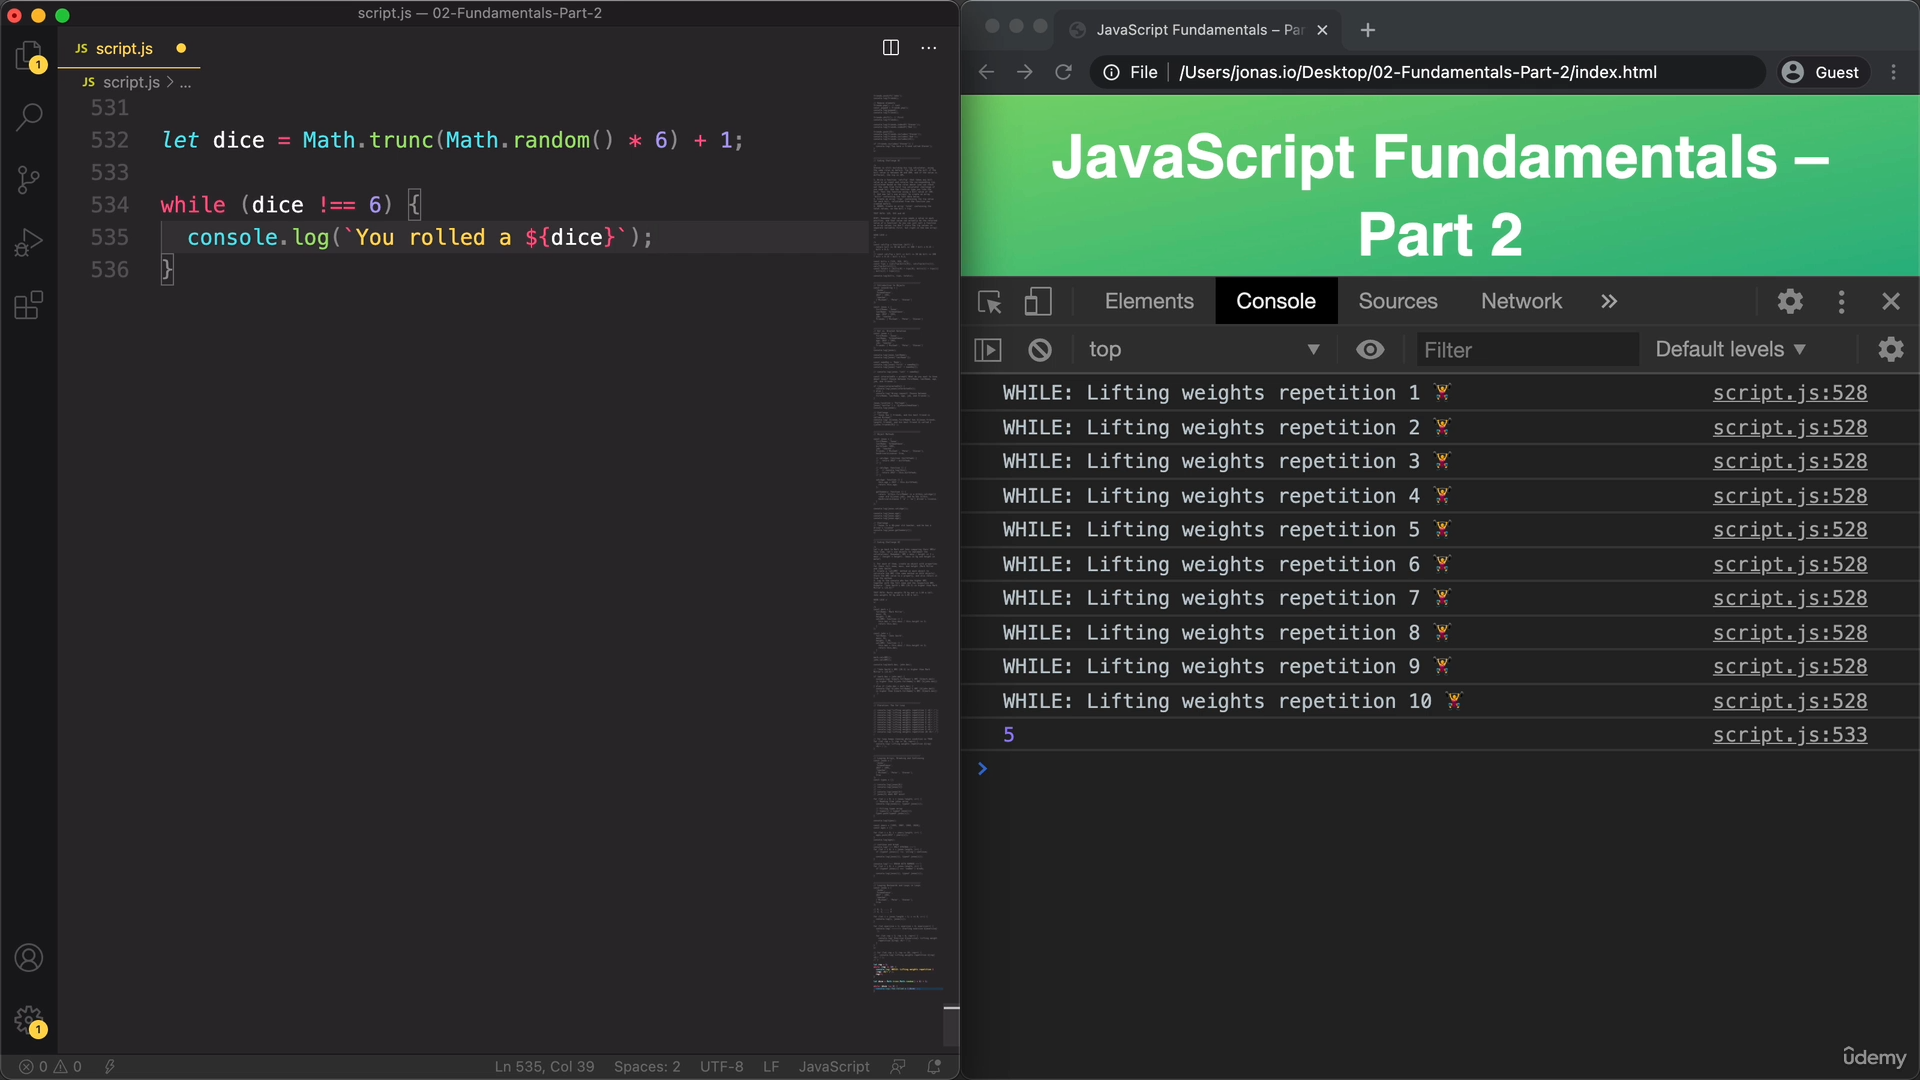 script.js — 02-Fundamentals-Part-2
JS script.js
JS script.js > ...
531
532 let dice = Math.trunc(Math.random() * 6) + 1;
533
534 while (dice !== 6) {
535 console.log(`You rolled a ${dice}`);
536 }
1
1
0 0
Ln 535, Col 39 Spaces: 2 UTF-8 LF JavaScript
JavaScript Fundamentals – Par
File /Users/jonas.io/Desktop/02-Fundamentals-Part-2/index.html Guest
JavaScript Fundamentals –
Part 2
Elements Console Sources Network »
top Filter Default levels ▼
WHILE: Lifting weights repetition 1 🏋 script.js:528
WHILE: Lifting weights repetition 2 🏋 script.js:528
WHILE: Lifting weights repetition 3 🏋 script.js:528
WHILE: Lifting weights repetition 4 🏋 script.js:528
WHILE: Lifting weights repetition 5 🏋 script.js:528
WHILE: Lifting weights repetition 6 🏋 script.js:528
WHILE: Lifting weights repetition 7 🏋 script.js:528
WHILE: Lifting weights repetition 8 🏋 script.js:528
WHILE: Lifting weights repetition 9 🏋 script.js:528
WHILE: Lifting weights repetition 10 🏋 script.js:528
5 script.js:533
>
ûdemy